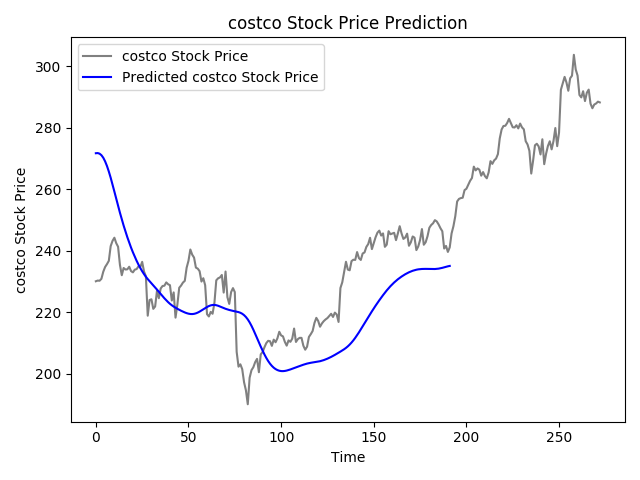 costco Stock Price Prediction
costco Stock Price
Predicted costco Stock Price
costco Stock Price
300
280
260
240
220
200
0
50
100
150
200
250
Time